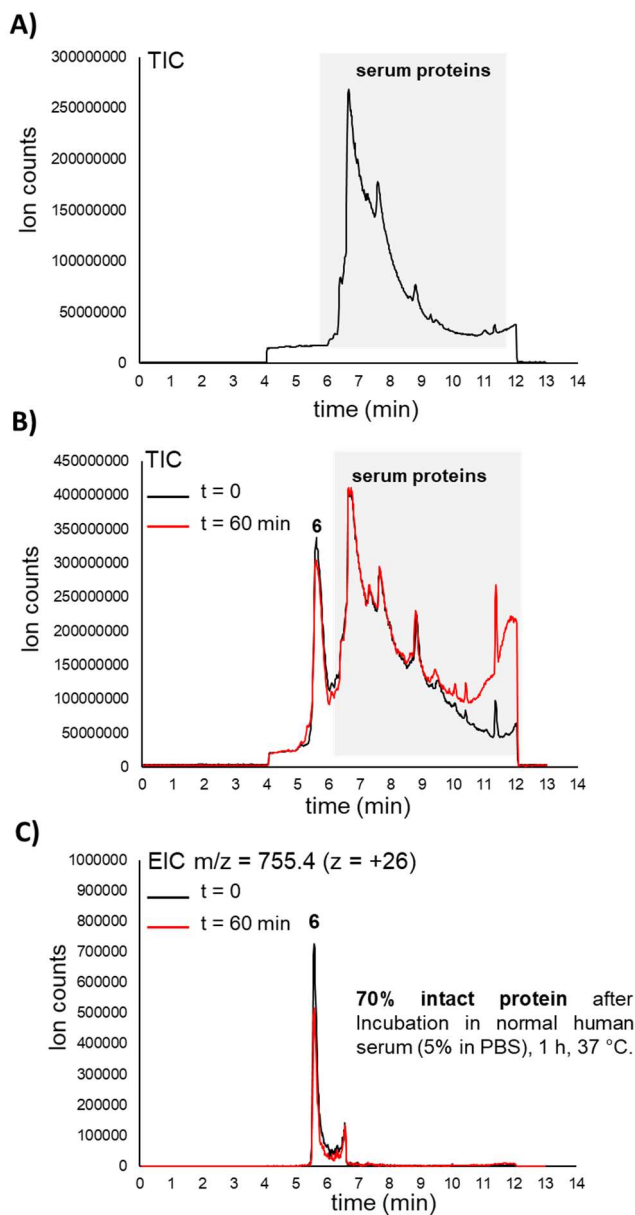 A)
TIC
serum proteins
300000000
250000000
200000000
150000000
100000000
50000000
0
Ion counts
0 1 2 3 4 5 6 7 8 9 10 11 12 13 14
time (min)
B)
TIC
t = 0
t = 60 min
6
serum proteins
450000000
400000000
350000000
300000000
250000000
200000000
150000000
100000000
50000000
0
Ion counts
0 1 2 3 4 5 6 7 8 9 10 11 12 13 14
time (min)
C)
EIC m/z = 755.4 (z = +26)
t = 0
t = 60 min
6
1000000
900000
800000
700000
600000
500000
400000
300000
200000
100000
0
Ion counts
70% intact protein after
Incubation in normal human
serum (5% in PBS), 1 h, 37 °C.
0 1 2 3 4 5 6 7 8 9 10 11 12 13 14
time (min)